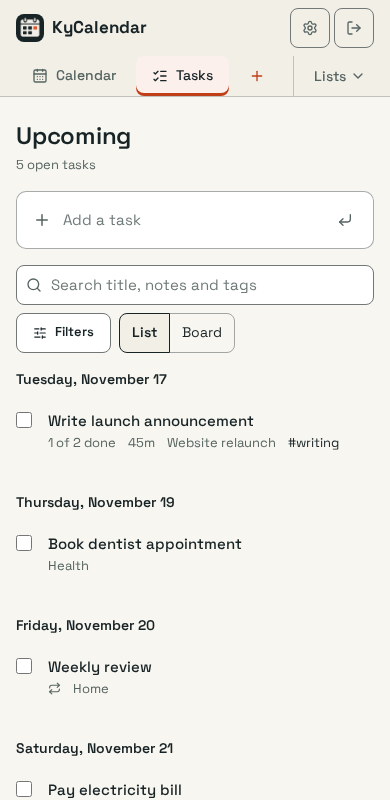 KyCalendar
Calendar
Tasks
Lists
Upcoming
5 open tasks
Add a task
Search title, notes and tags
Filters
List
Board
Tuesday, November 17
Write launch announcement
1 of 2 done 45m Website relaunch #writing
Thursday, November 19
Book dentist appointment
Health
Friday, November 20
Weekly review
Home
Saturday, November 21
Pay electricity bill